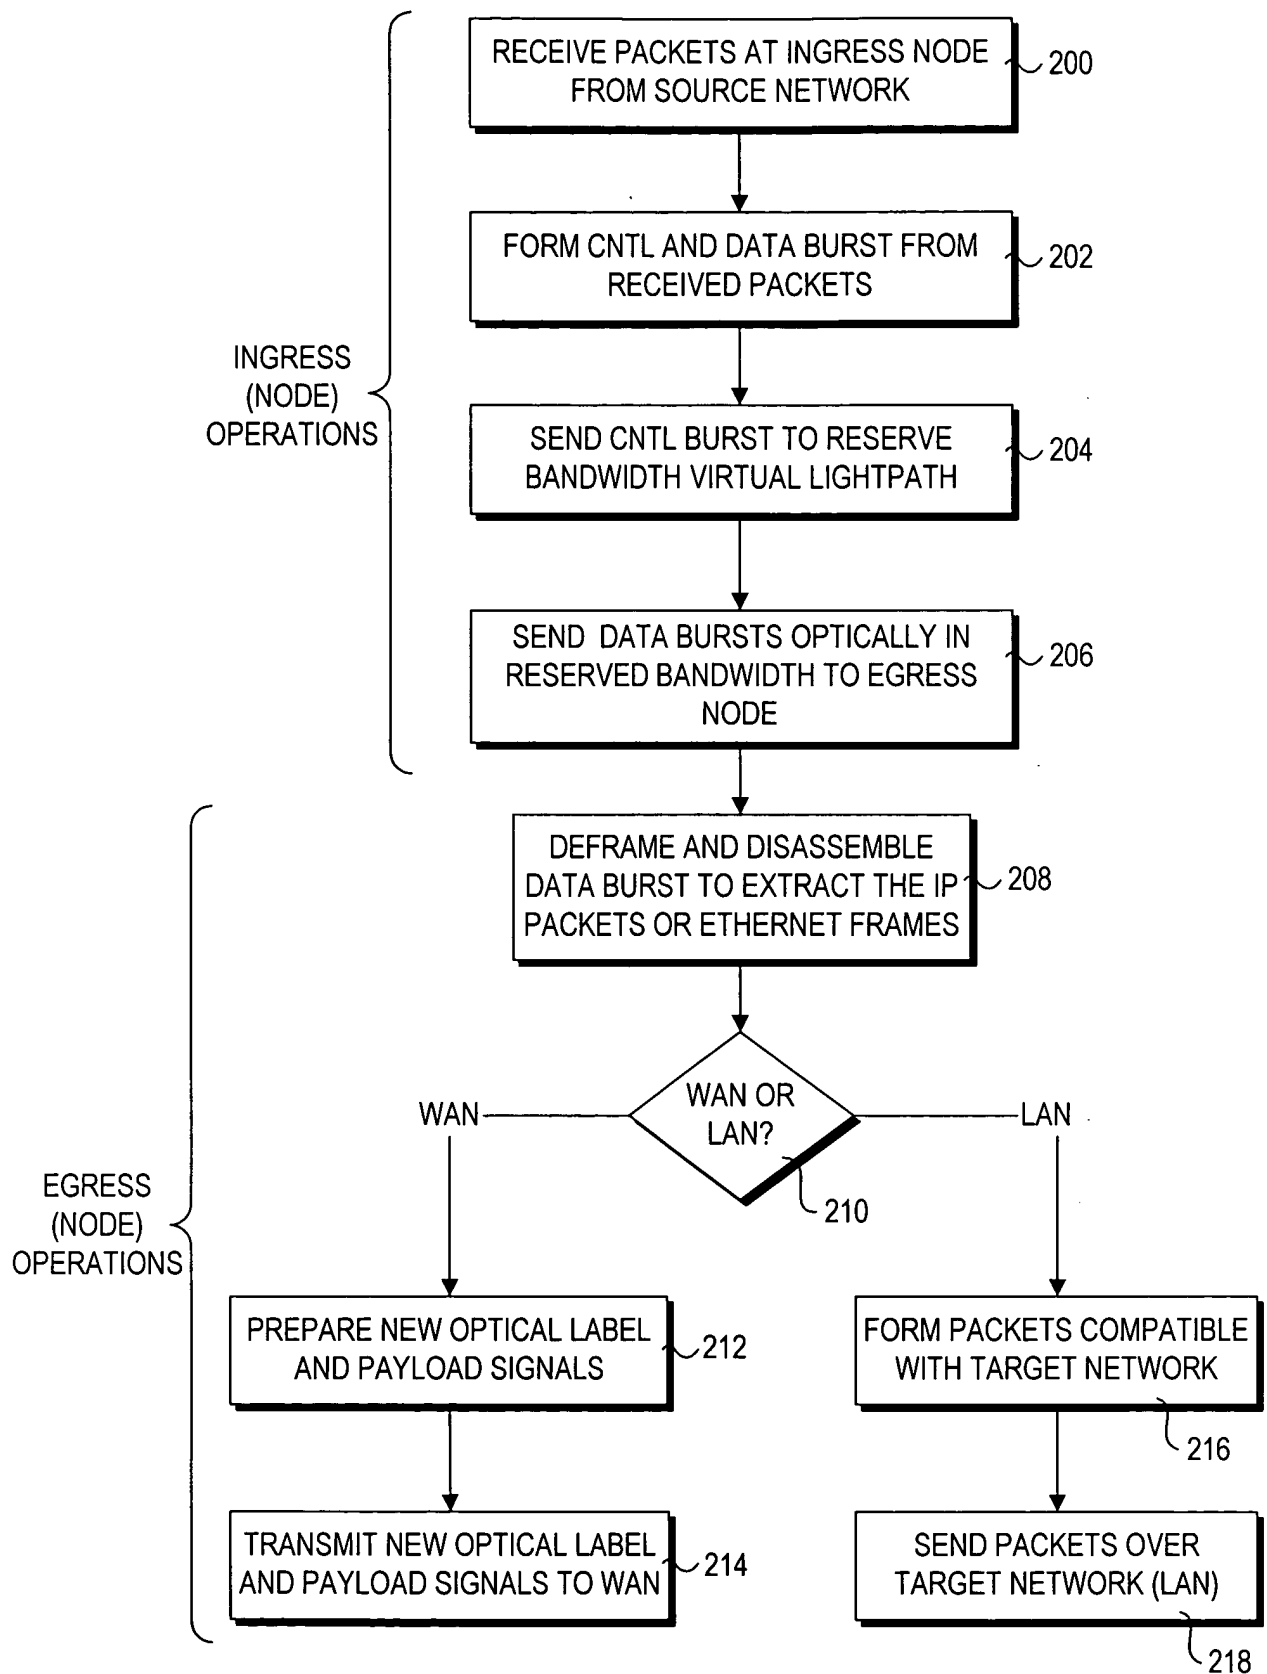 RECEIVE PACKETS AT INGRESS NODE
FROM SOURCE NETWORK
200
FORM CNTL AND DATA BURST FROM
RECEIVED PACKETS
202
INGRESS
(NODE)
OPERATIONS
SEND CNTL BURST TO RESERVE
BANDWIDTH VIRTUAL LIGHTPATH
204
SEND DATA BURSTS OPTICALLY IN
RESERVED BANDWIDTH TO EGRESS
NODE
206
DEFRAME AND DISASSEMBLE
DATA BURST TO EXTRACT THE IP
PACKETS OR ETHERNET FRAMES
208
WAN
WAN OR
LAN?
LAN
210
EGRESS
(NODE)
OPERATIONS
PREPARE NEW OPTICAL LABEL
AND PAYLOAD SIGNALS
212
FORM PACKETS COMPATIBLE
WITH TARGET NETWORK
216
TRANSMIT NEW OPTICAL LABEL
AND PAYLOAD SIGNALS TO WAN
214
SEND PACKETS OVER
TARGET NETWORK (LAN)
218